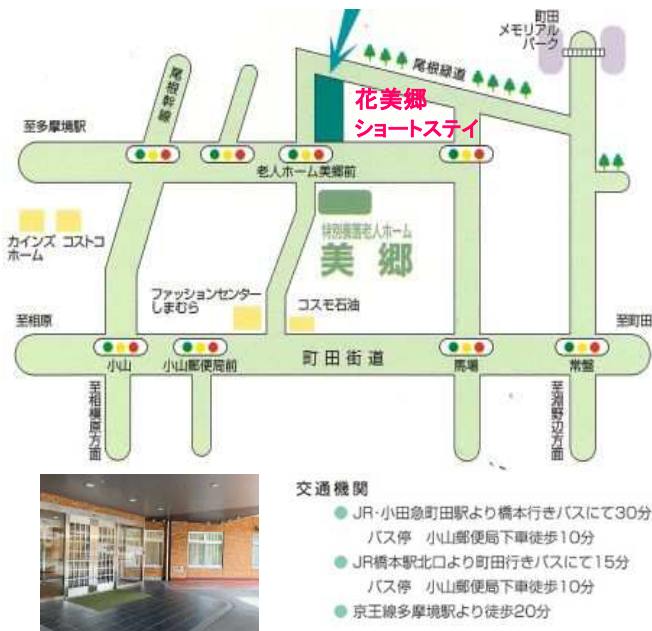 町田
メモリアル
パーク
尾根緑道
尾根幹線
花美郷
ショートステイ
至多摩境駅
老人ホーム美郷前
特別養護老人ホーム
美郷
カインズ
ホーム
コストコ
ファッションセンター
しまむら
コスモ石油
至相原
至町田
小山
小山郵便局前
町田街道
馬場
常盤
至相模原方面
至淵野辺方面
交通機関
JR・小田急町田駅より橋本行きバスにて30分
バス停 小山郵便局下車徒歩10分
JR橋本駅北口より町田行きバスにて15分
バス停 小山郵便局下車徒歩10分
京王線多摩境駅より徒歩20分